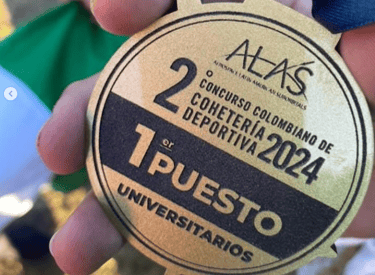 ALAS
2° CONCURSO COLOMBIANO DE
COHETERÍA
DEPORTIVA 2024
1er PUESTO
UNIVERSITARIOS